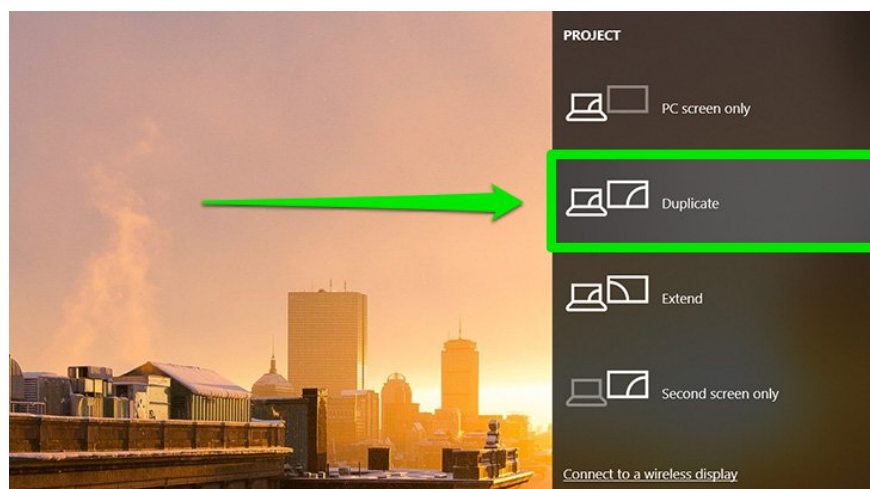 PROJECT
PC screen only
Duplicate
Extend
Second screen only
Connect to a wireless display